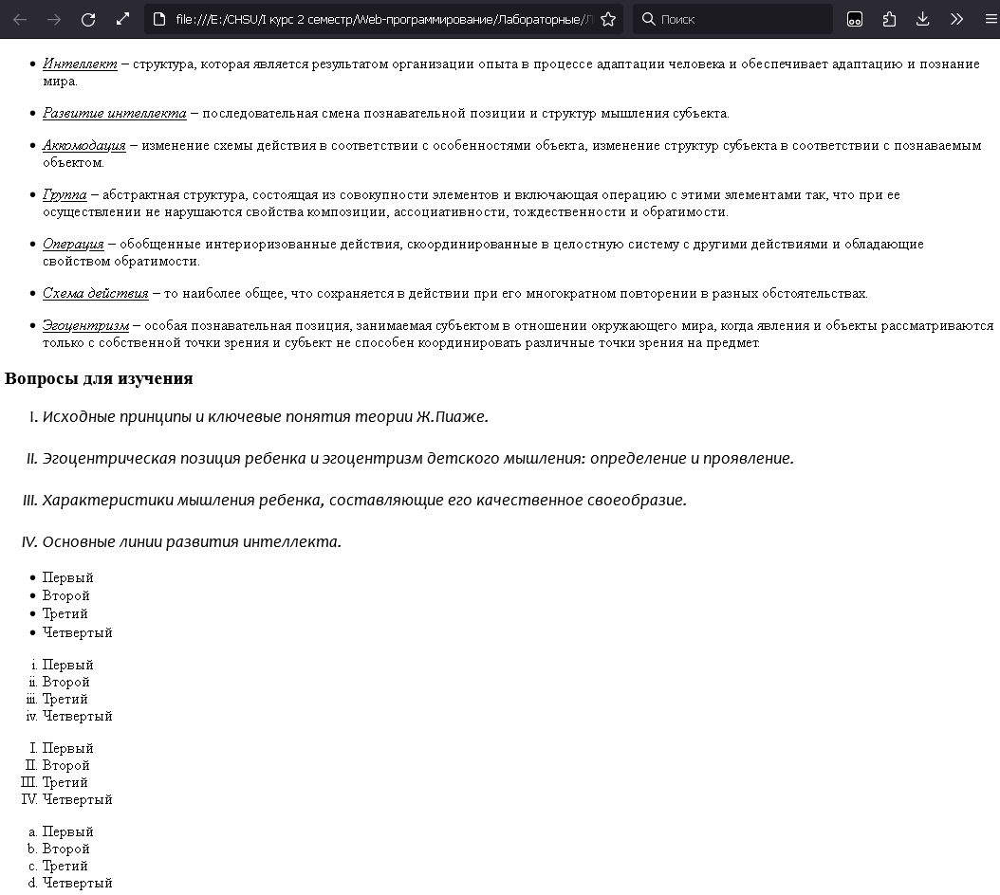 file:///E:/CHSU/I курс 2 семестр/Web-программирование/Лабораторные/Л
Поиск
• Интеллект – структура, которая является результатом организации опыта в процессе адаптации человека и обеспечивает адаптацию и познание
мира.
• Развитие интеллекта – последовательная смена познавательной позиции и структур мышления субъекта.
• Аккомодация – изменение схемы действия в соответствии с особенностями объекта, изменение структур субъекта в соответствии с познаваемым
объектом.
• Группа – абстрактная структура, состоящая из совокупности элементов и включающая операцию с этими элементами так, что при ее
осуществлении не нарушаются свойства композиции, ассоциативности, тождественности и обратимости.
• Операция – обобщенные интериоризованные действия, скоординированные в целостную систему с другими действиями и обладающие
свойством обратимости.
• Схема действия – то наиболее общее, что сохраняется в действии при его многократном повторении в разных обстоятельствах.
• Эгоцентризм – особая познавательная позиция, занимаемая субъектом в отношении окружающего мира, когда явления и объекты рассматриваются
только с собственной точки зрения и субъект не способен координировать различные точки зрения на предмет.
Вопросы для изучения
I. Исходные принципы и ключевые понятия теории Ж.Пиаже.
II. Эгоцентрическая позиция ребенка и эгоцентризм детского мышления: определение и проявление.
III. Характеристики мышления ребенка, составляющие его качественное своеобразие.
IV. Основные линии развития интеллекта.
• Первый
• Второй
• Третий
• Четвертый
i. Первый
ii. Второй
iii. Третий
iv. Четвертый
I. Первый
II. Второй
III. Третий
IV. Четвертый
a. Первый
b. Второй
c. Третий
d. Четвертый